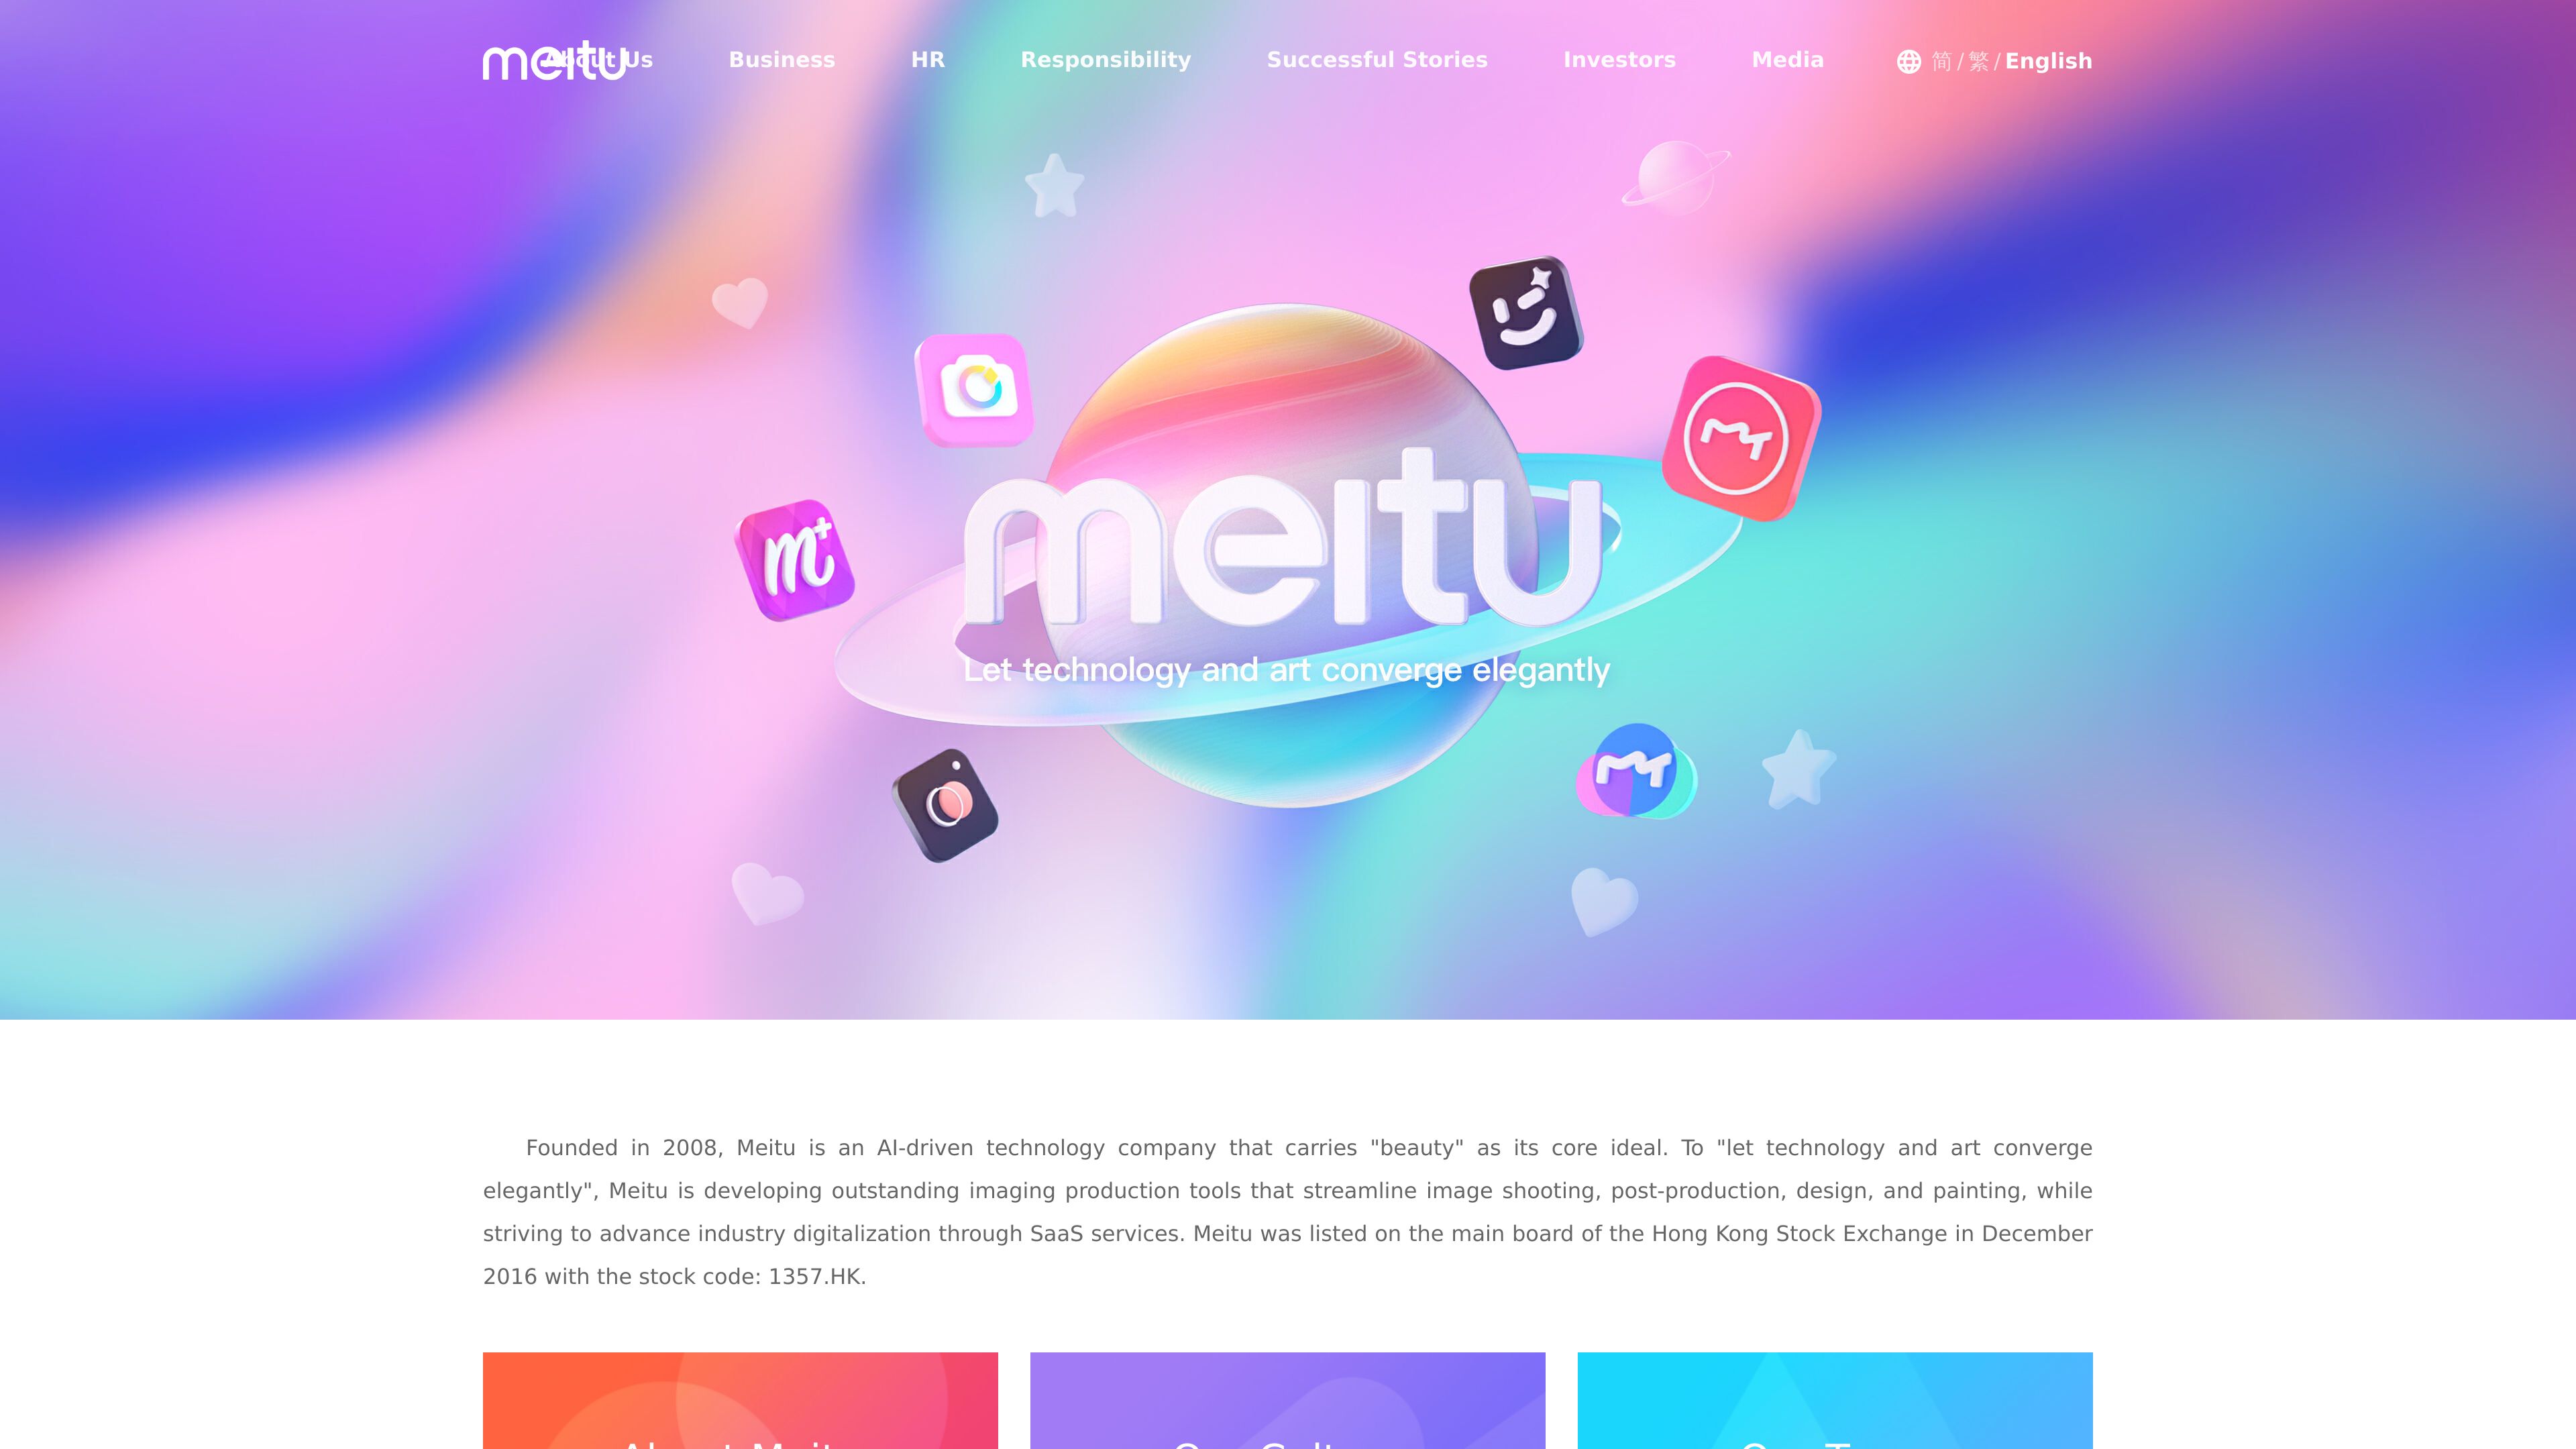 meitu
About Us
Business
HR
Responsibility
Successful Stories
Investors
Media
简 / 繁 / English
m+
meitu
Let technology and art converge elegantly
Founded in 2008, Meitu is an AI-driven technology company that carries "beauty" as its core ideal. To "let technology and art converge
elegantly", Meitu is developing outstanding imaging production tools that streamline image shooting, post-production, design, and painting, while
striving to advance industry digitalization through SaaS services. Meitu was listed on the main board of the Hong Kong Stock Exchange in December
2016 with the stock code: 1357.HK.